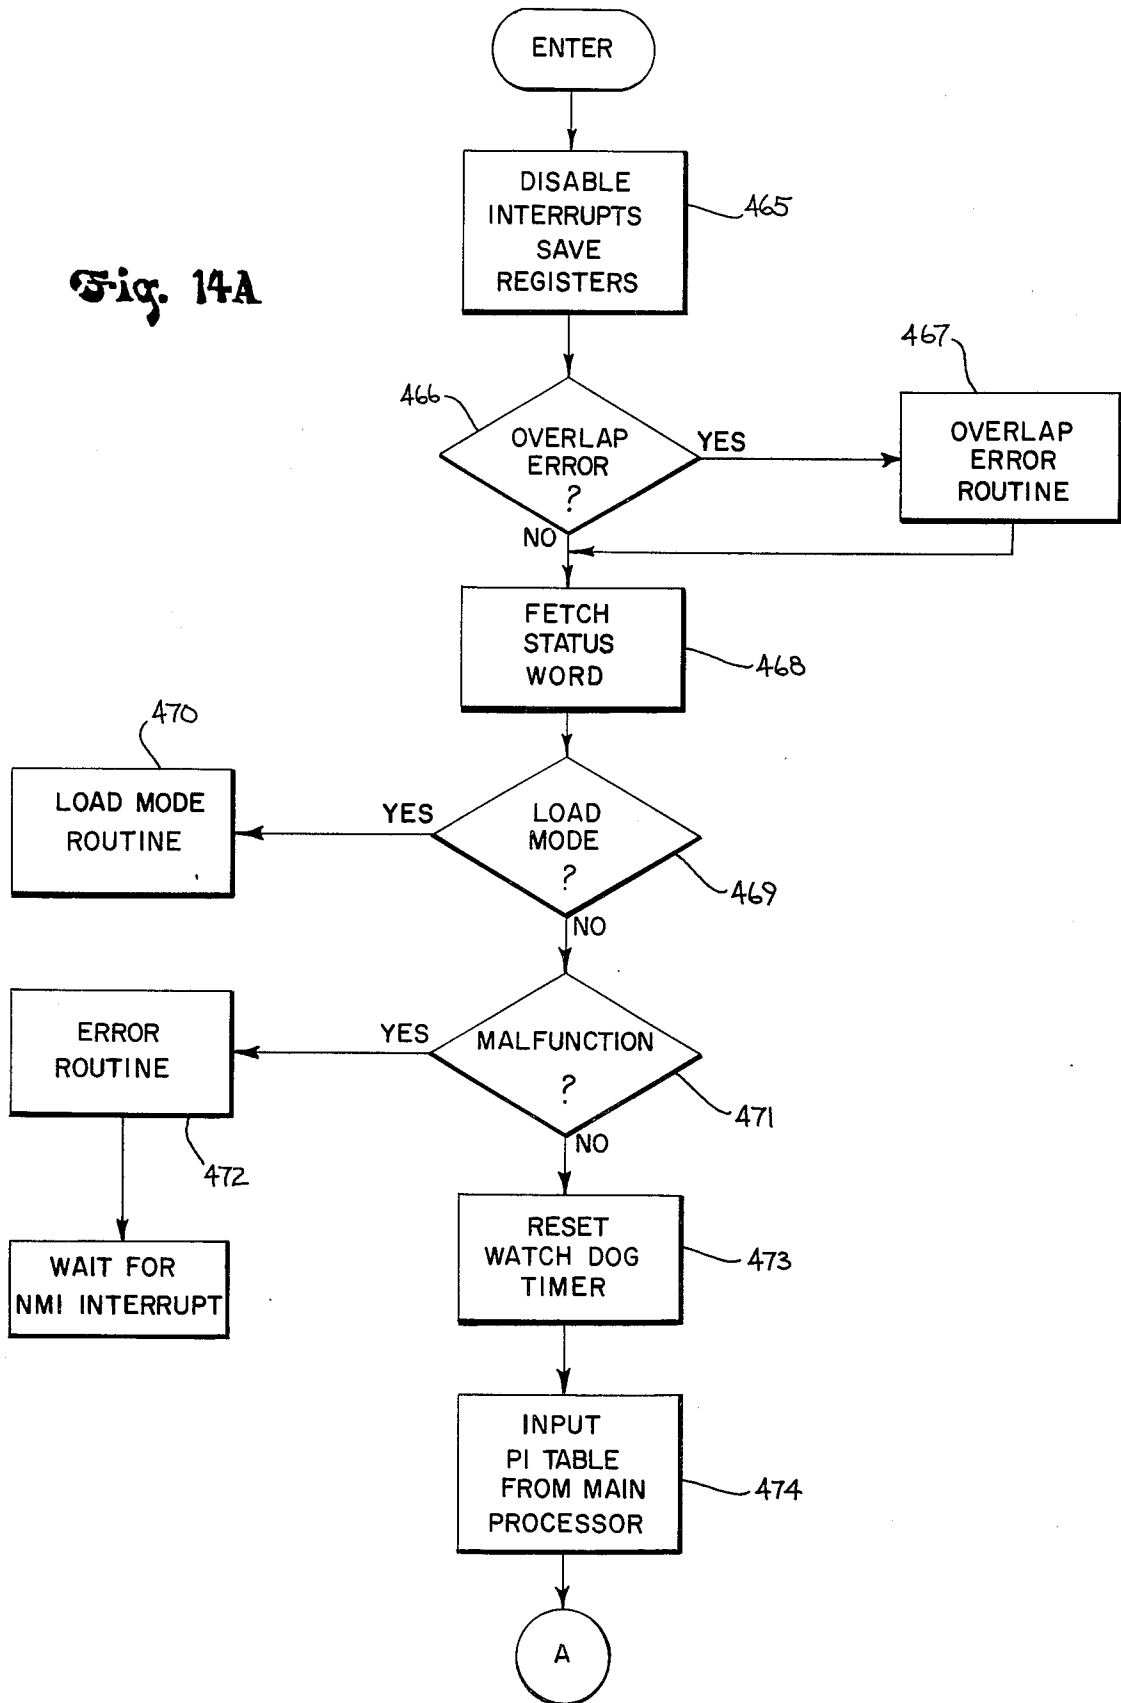 ENTER
DISABLE
INTERRUPTS
SAVE
REGISTERS
465
Fig. 14A
467
466
OVERLAP
ERROR
?
YES
OVERLAP
ERROR
ROUTINE
NO
FETCH
STATUS
WORD
468
470
LOAD MODE
ROUTINE
YES
LOAD
MODE
?
469
NO
ERROR
ROUTINE
YES
MALFUNCTION
?
471
472
NO
WAIT FOR
NMI INTERRUPT
RESET
WATCH DOG
TIMER
473
INPUT
PI TABLE
FROM MAIN
PROCESSOR
474
A